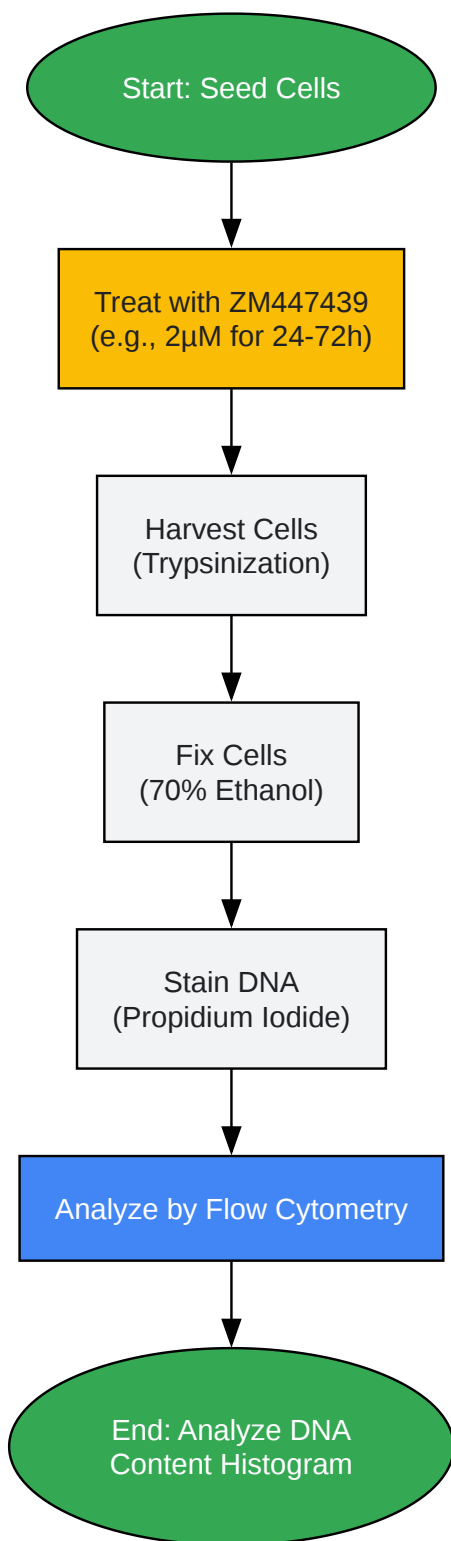 Start: Seed Cells
Treat with ZM447439
(e.g., 2µM for 24-72h)
Harvest Cells
(Trypsinization)
Fix Cells
(70% Ethanol)
Stain DNA
(Propidium Iodide)
Analyze by Flow Cytometry
End: Analyze DNA
Content Histogram